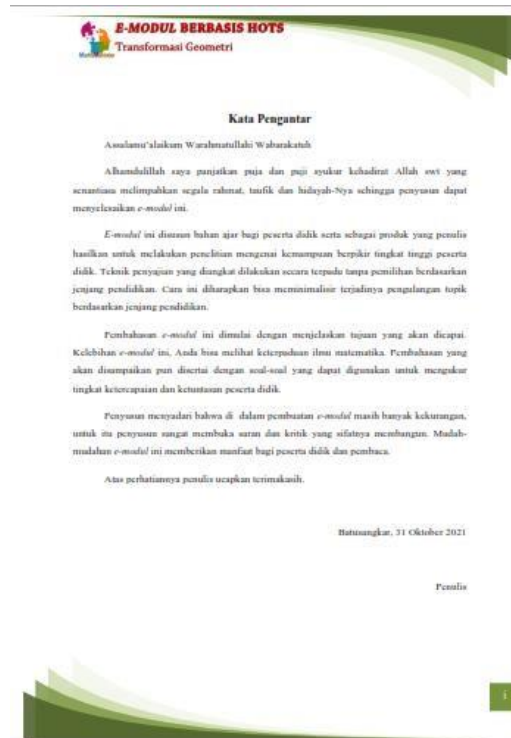 E-MODUL BERBASIS HOTS
Transformasi Geometri
Kata Pengantar
Assalamu'alaikum Warahmatullahi Wabarakatuh
Alhamdulillah saya panjatkan puja dan puji syukur kehadirat Allah swt yang
senantiasa melimpahkan segala rahmat, taufik dan hidayah-Nya sehingga penyusun dapat
menyelesaikan e-modul ini.
E-modul ini disusun bahan ajar bagi peserta didik serta sebagai produk yang penulis
hasilkan untuk melakukan penelitian mengenai kemampuan berpikir tingkat tinggi peserta
didik. Teknik penyajian yang diangkat dilakukan secara terpadu tanpa pemilihan berdasarkan
jenjang pendidikan. Cara ini diharapkan bisa meminimalisir terjadinya pengulangan topik
berdasarkan jenjang pendidikan.
Pembahasan e-modul ini dimulai dengan menjelaskan tujuan yang akan dicapai.
Kelebihan e-modul ini, Anda bisa melihat keterpaduan ilmu matematika. Pembahasan yang
akan disampaikan pun disertai dengan soal-soal yang dapat digunakan untuk mengukur
tingkat ketercapaian dan ketuntasan peserta didik.
Penyusun menyadari bahwa di dalam pembuatan e-modul masih banyak kekurangan,
untuk itu penyusun sangat membuka saran dan kritik yang sifatnya membangun. Mudah-
mudahan e-modul ini memberikan manfaat bagi peserta didik dan pembaca.
Atas perhatiannya penulis ucapkan terimakasih.
Batusangkar, 31 Oktober 2021
Penulis
i